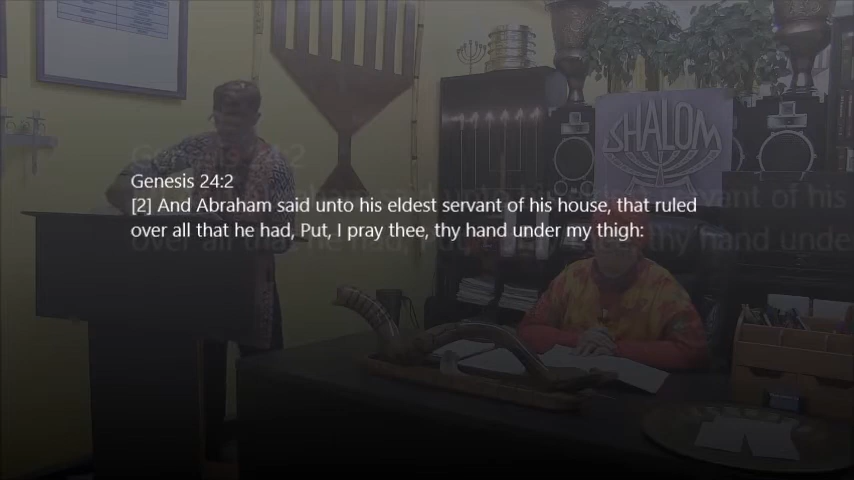 Genesis 24:2
[2] And Abraham said unto his eldest servant of his house, that ruled
over all that he had, Put, I pray thee, thy hand under my thigh:
SHALOM